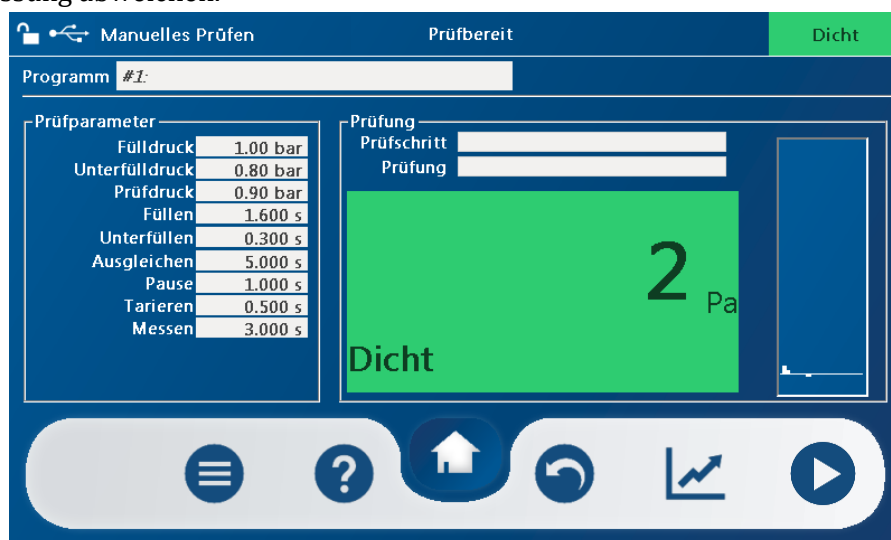 abweichen.
Manuelles Prüfen Prüfbereit Dicht
Programm #1:
Prüfparameter
Fülldruck 1.00 bar
Unterfülldruck 0.80 bar
Prüfdruck 0.90 bar
Füllen 1.600 s
Unterfüllen 0.300 s
Ausgleichen 5.000 s
Pause 1.000 s
Tarieren 0.500 s
Messen 3.000 s
Prüfung
Prüfschritt
Prüfung
2 Pa
Dicht
?